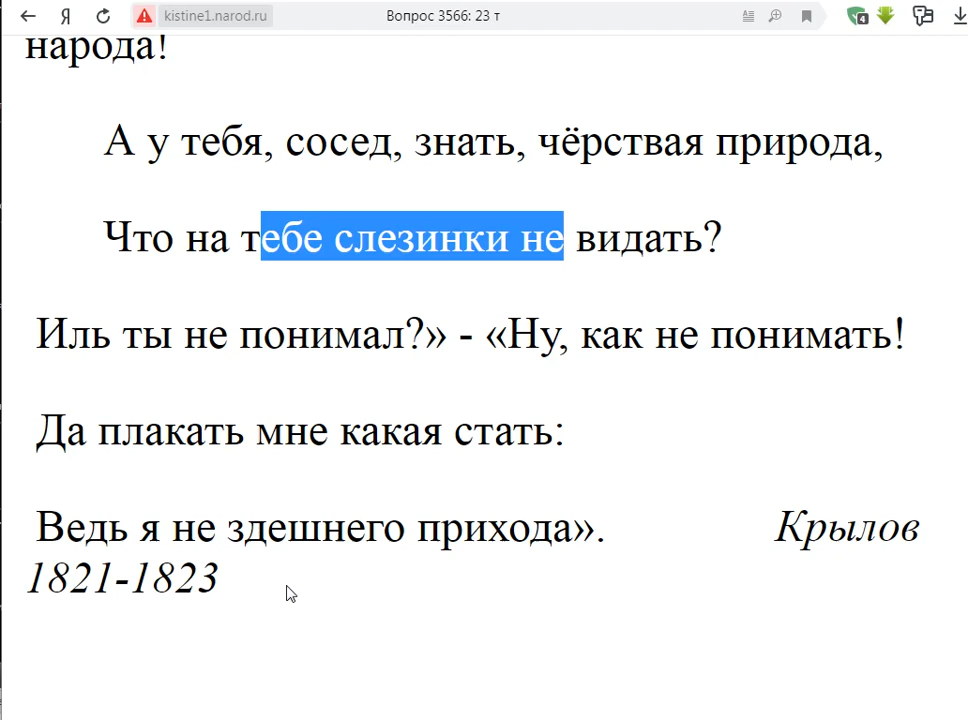 Я kistine1.narod.ru Вопрос 3566: 23 т 4
народа!
А у тебя, сосед, знать, чёрствая природа,
Что на тебе слезинки не видать?
Иль ты не понимал?» - «Ну, как не понимать!
Да плакать мне какая стать:
Ведь я не здешнего прихода». Крылов
1821-1823